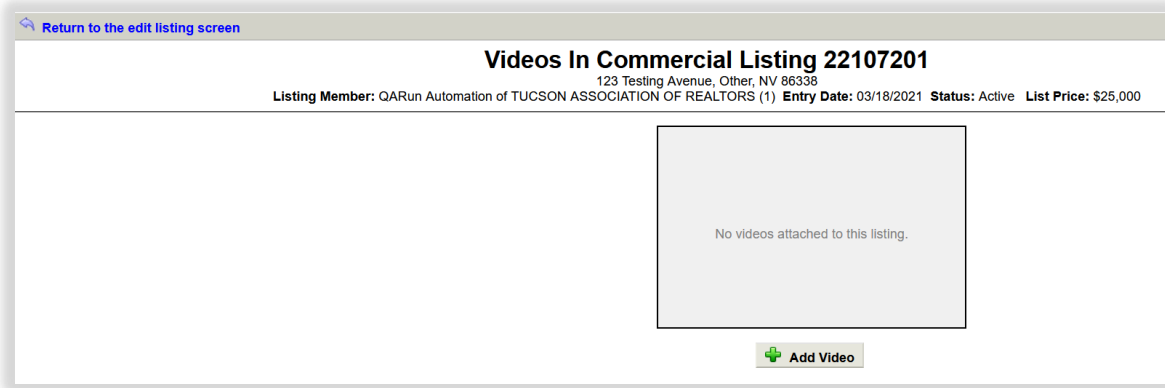 Return to the edit listing screen
Videos In Commercial Listing 22107201
123 Testing Avenue, Other, NV 86338
Listing Member: QARun Automation of TUCSON ASSOCIATION OF REALTORS (1) Entry Date: 03/18/2021 Status: Active List Price: $25,000
No videos attached to this listing.
Add Video